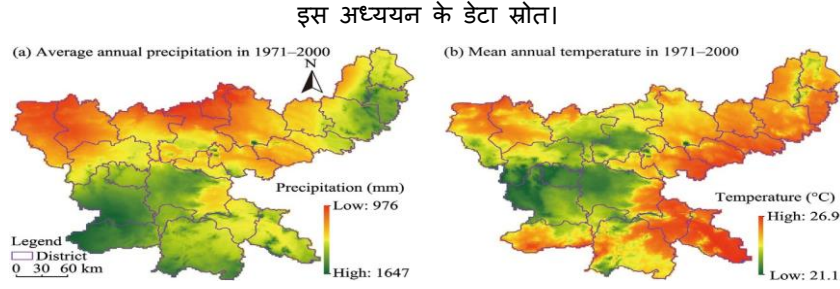 इस अध्ययन के डेटा स्रोत।
(a) Average annual precipitation in 1971–2000
N
Precipitation (mm)
Low: 976
High: 1647
Legend
District
0 30 60 km
(b) Mean annual temperature in 1971–2000
Temperature (°C)
High: 26.9
Low: 21.1